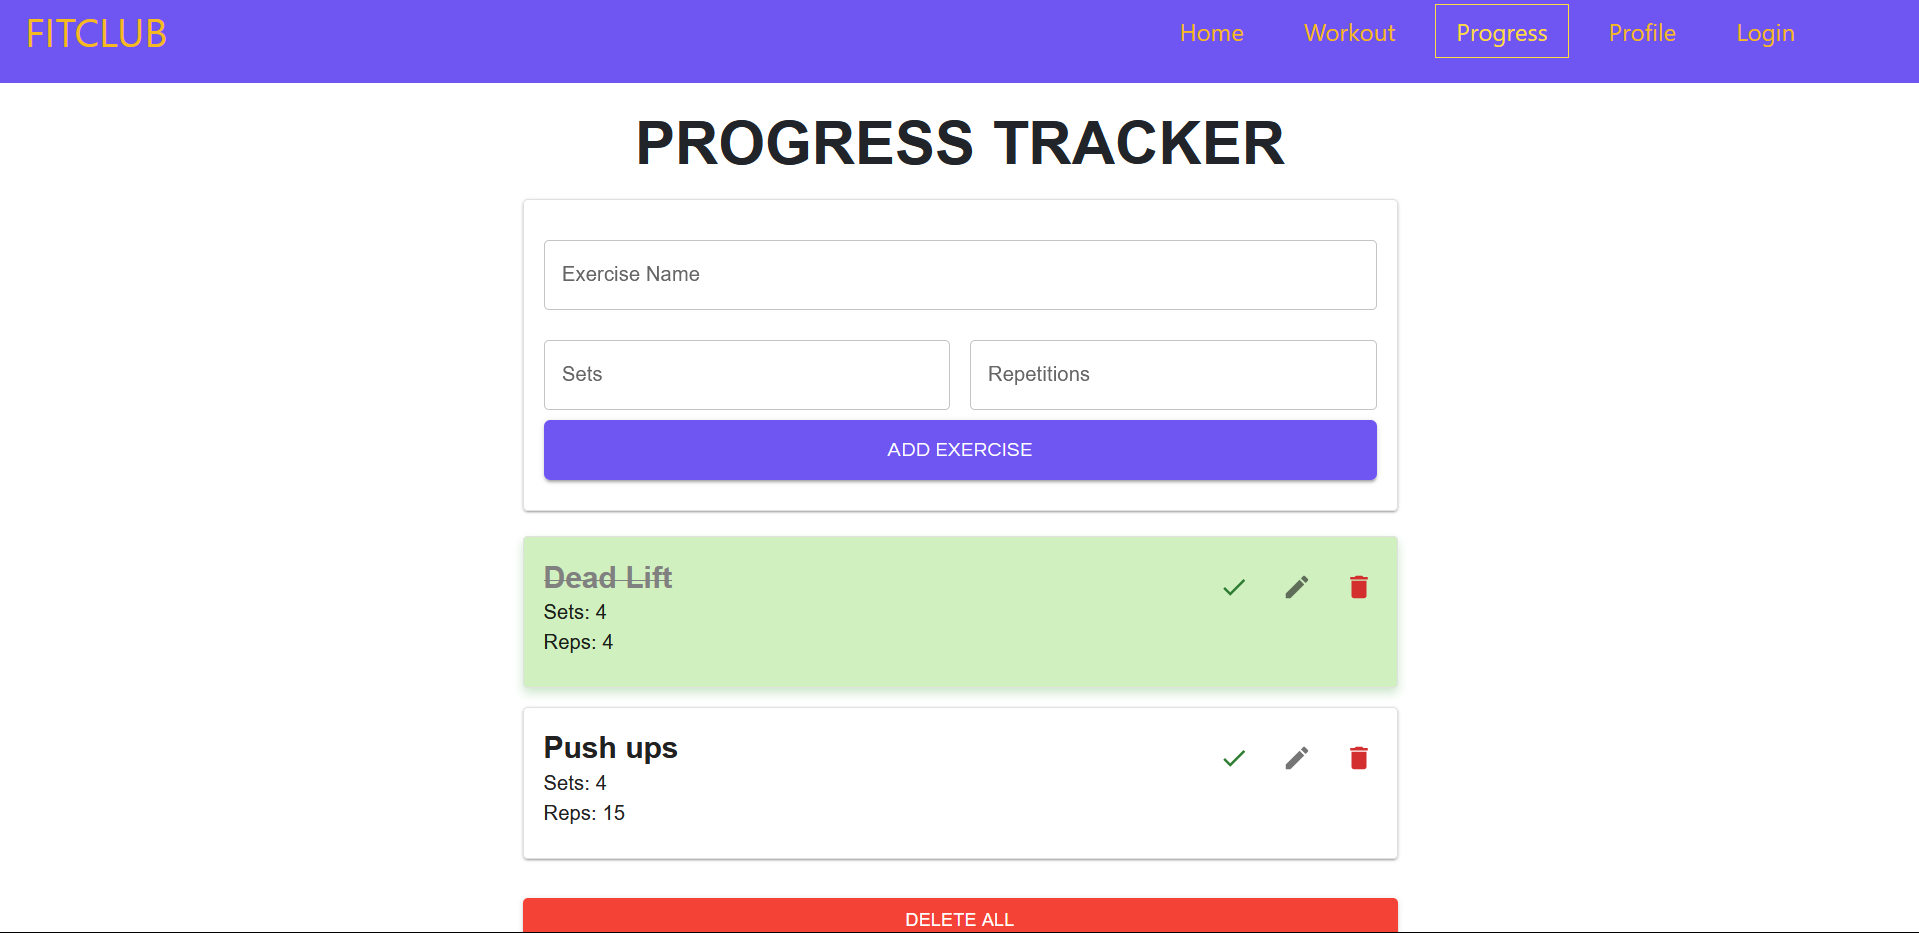 FITCLUB
Home Workout Progress Profile Login
PROGRESS TRACKER
Exercise Name
Sets Repetitions
ADD EXERCISE
Dead Lift
Sets: 4
Reps: 4
Push ups
Sets: 4
Reps: 15
DELETE ALL